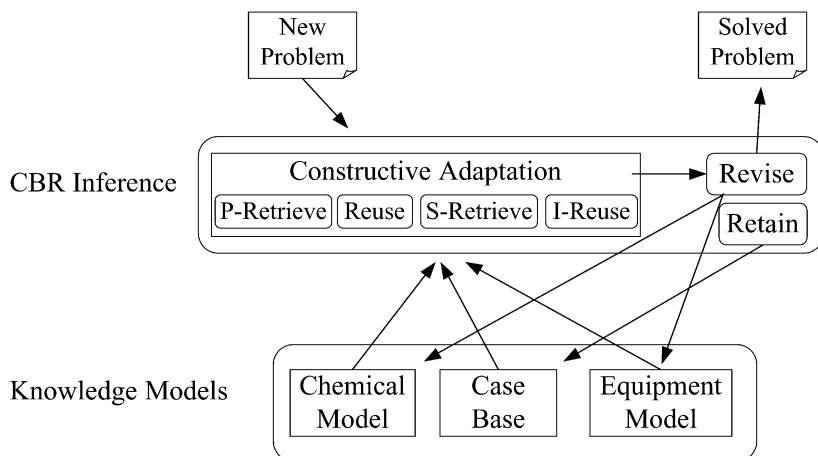 New
Problem
Solved
Problem
CBR Inference
Constructive Adaptation
P-Retrieve
Reuse
S-Retrieve
I-Reuse
Revise
Retain
Knowledge Models
Chemical
Model
Case
Base
Equipment
Model